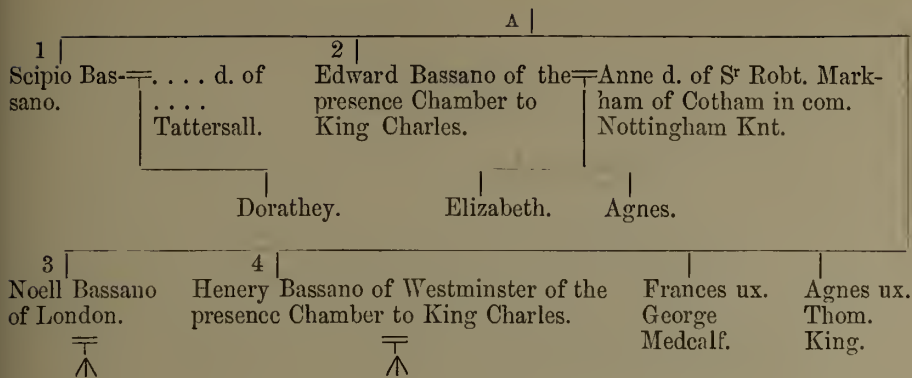 A
1 2
Scipio Bas-=. . . . d. of Edward Bassano of the=Anne d. of Sʳ Robt. Mark-
sano. . . . . presence Chamber to ham of Cotham in com.
Tattersall. King Charles. Nottingham Knt.
Dorathey. Elizabeth. Agnes.
3 4
Noell Bassano Henery Bassano of Westminster of the Frances ux. Agnes ux.
of London. presence Chamber to King Charles. George Thom.
Medcalf. King.